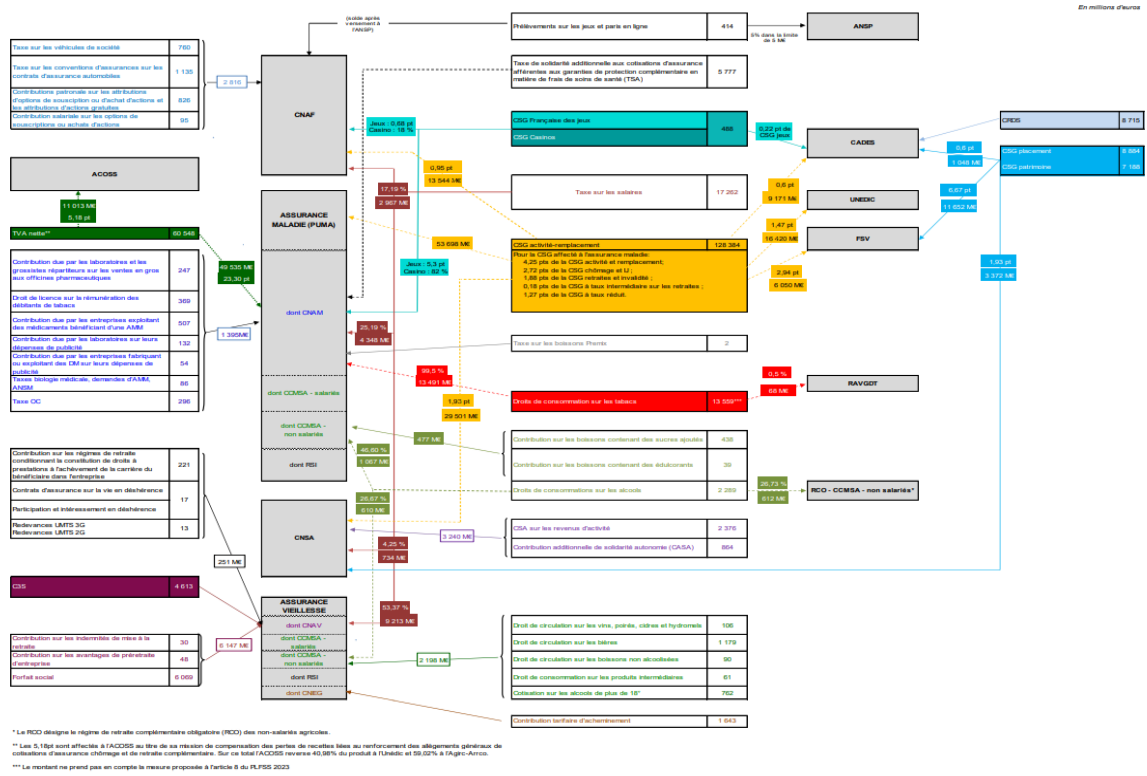 En millions d'euros
(solde après
versement à
l'ANSP)
Prélèvements sur les jeux et paris en ligne
414
5% dans la limite
de 5 M€
ANSP
Taxe sur les véhicules de société
760
Taxe sur les conventions d'assurances sur les
contrats d'assurance automobiles
1 135
Contributions patronale sur les attributions
d'options de souscription ou d'achat d'actions et
les attributions d'actions gratuites
826
Contribution salariale sur les options de
souscriptions ou achats d'actions
95
2 816
CNAF
Taxe de solidarité additionnelle aux cotisations d'assurance
afférentes aux garanties de protection complémentaire en
matière de frais de soins de santé (TSA)
5 777
Jeux : 0,68 pt
Casino : 18 %
CSG Française des jeux
CSG Casinos
488
0,22 pt de
CSG jeux
CADES
CRDS
8 715
CSG placement
8 884
CSG patrimoine
7 188
0,6 pt
1 048 M€
6,67 pt
11 652 M€
ACOSS
11 013 M€
5,18 pt
TVA nette**
60 548
49 535 M€
23,30 pt
ASSURANCE
MALADIE (PUMA)
0,95 pt
13 544 M€
17,19 %
2 967 M€
Taxe sur les salaires
17 262
0,6 pt
9 171 M€
UNEDIC
1,47 pt
16 420 M€
FSV
2,94 pt
6 050 M€
1,93 pt
3 372 M€
53 698 M€
CSG activité-remplacement
128 384
Pour la CSG affecté à l'assurance maladie:
4,25 pts de la CSG activité et remplacement;
2,72 pts de la CSG chômage et IJ ;
1,88 pts de la CSG retraites et invalidité ;
0,18 pts de la CSG à taux intermédiaire sur les retraites ;
1,27 pts de la CSG à taux réduit.
Jeux : 5,3 pt
Casino : 82 %
Contribution due par les laboratoires et les
grossistes répartiteurs sur les ventes en gros
aux officines pharmaceutiques
247
Droit de licence sur la rémunération des
débitants de tabacs
369
Contribution due par les entreprises exploitant
des médicaments bénéficiant d'une AMM
507
Contribution due par les laboratoires sur leurs
dépenses de publicité
132
Contribution due par les entreprises fabriquant
ou exploitant des DM sur leurs dépenses de
publicité
54
Taxes biologie médicale, demandes d'AMM,
ANSM
86
Taxe OC
296
1 395M€
dont CNAM
25,19 %
4 348 M€
Taxe sur les boissons Premix
2
99,5 %
13 491 M€
Droits de consommation sur les tabacs
13 559***
0,5 %
68 M€
RAVGDT
dont CCMSA - salariés
1,93 pt
29 501 M€
dont CCMSA -
non salariés
477 M€
Contribution sur les boissons contenant des sucres ajoutés
438
Contribution sur les boissons contenant des édulcorants
39
dont RSI
46,60 %
1 067 M€
Droits de consommations sur les alcools
2 289
26,73 %
612 M€
RCO - CCMSA - non salariés*
26,67 %
610 M€
Contribution sur les régimes de retraite
conditionnant la constitution de droits à
prestations à l'achèvement de la carrière du
bénéficiaire dans l'entreprise
221
Contrats d'assurance sur la vie en déshérence
Participation et intéressement en déshérence
17
Redevances UMTS 3G
Redevances UMTS 2G
13
251 M€
CNSA
3 240 M€
CSA sur les revenus d'activité
2 376
Contribution additionnelle de solidarité autonomie (CASA)
864
4,25 %
734 M€
C3S
4 613
ASSURANCE
VIEILLESSE
dont CNAV
dont CCMSA -
salariés
dont CCMSA -
non salariés
dont RSI
dont CNIEG
53,37 %
9 213 M€
Contribution sur les indemnités de mise à la
retraite
30
Contribution sur les avantages de préretraite
d'entreprise
48
Forfait social
6 069
6 147 M€
2 198 M€
Droit de circulation sur les vins, poirés, cidres et hydromels
106
Droit de circulation sur les bières
1 179
Droit de circulation sur les boissons non alcoolisées
90
Droit de consommation sur les produits intermédiaires
61
Cotisation sur les alcools de plus de 18°
762
Contribution tarifaire d'acheminement
1 643
* Le RCO désigne le régime de retraite complémentaire obligatoire (RCO) des non-salariés agricoles.
** Les 5,18pt sont affectés à l'ACOSS au titre de sa mission de compensation des pertes de recettes liées au renforcement des allègements généraux de
cotisations d'assurance chômage et de retraite complémentaire. Sur ce total l'ACOSS reverse 40,98% du produit à l'Unédic et 59,02% à l'Agirc-Arrco.
*** Le montant ne prend pas en compte la mesure proposée à l'article 8 du PLFSS 2023